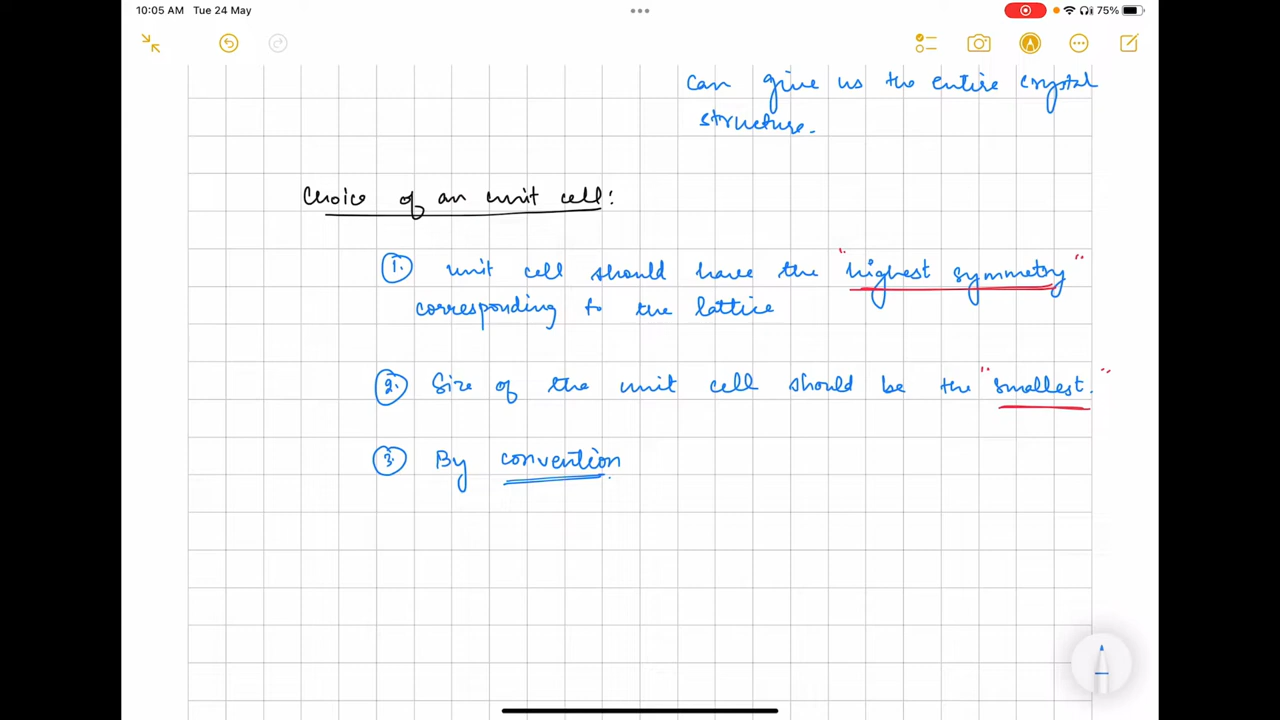 10:05 AM Tue 24 May
75%
can give us the entire crystal
structure.
Choice of an unit cell:
1. unit cell should have the "highest symmetry"
corresponding to the lattice
2. Size of the unit cell should be the "smallest."
3. By convention